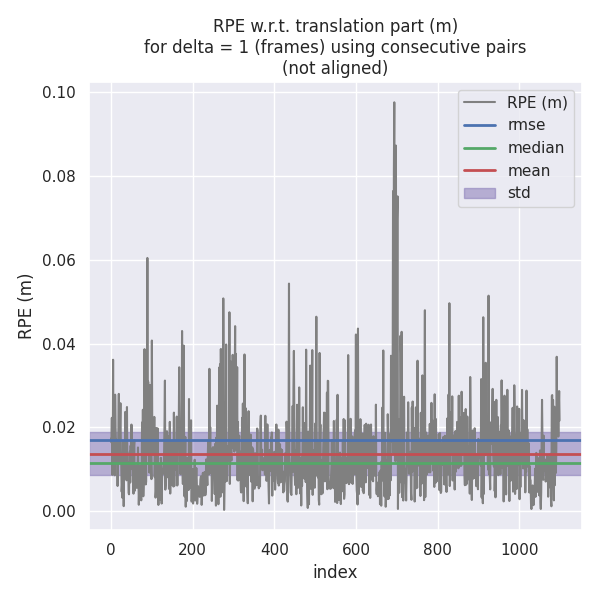 RPE w.r.t. translation part (m)
for delta = 1 (frames) using consecutive pairs
(not aligned)
RPE (m)
rmse
median
mean
std
0.10
0.08
0.06
0.04
0.02
0.00
RPE (m)
0 200 400 600 800 1000
index